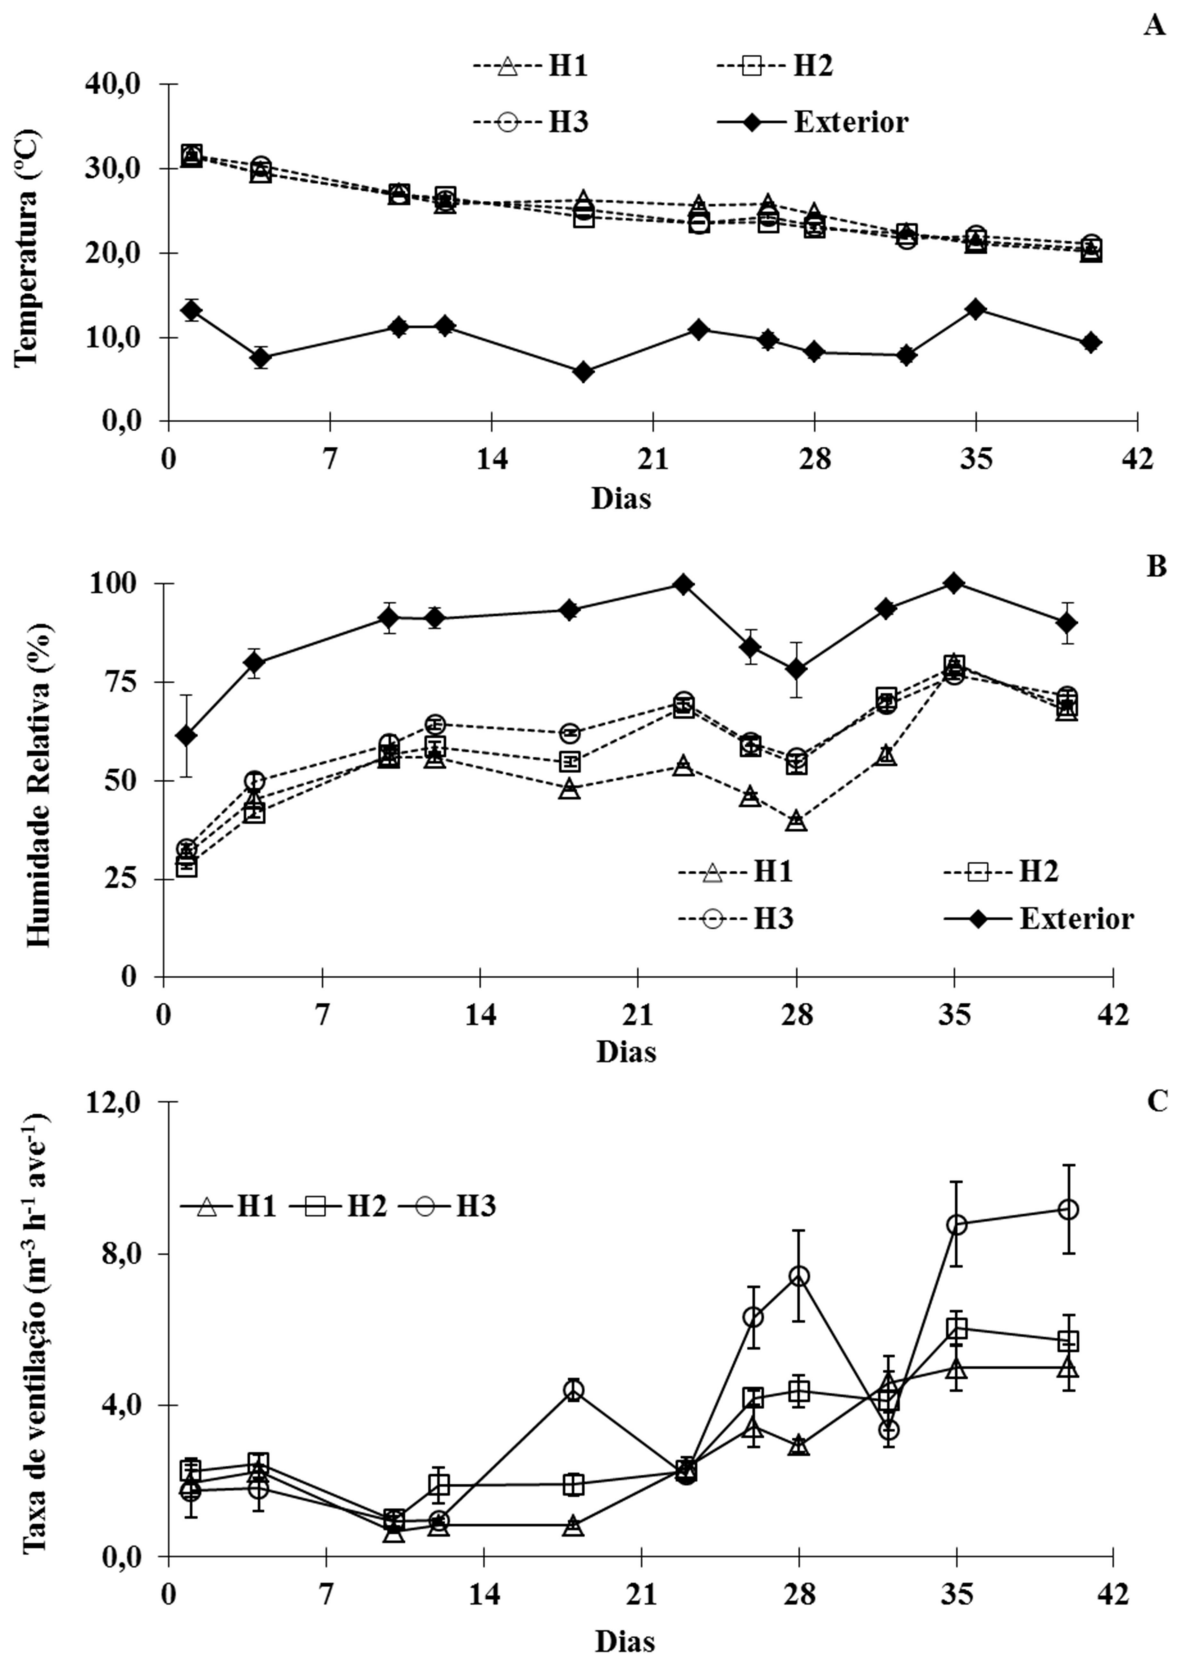 A
H1 H2
H3 Exterior
Temperatura (ºC)
40,0
30,0
20,0
10,0
0,0
0 7 14 21 28 35 42
Dias
B
Humidade Relativa (%)
100
75
50
25
0
H1 H2
H3 Exterior
0 7 14 21 28 35 42
Dias
C
Taxa de ventilação (m⁻³ h⁻¹ ave⁻¹)
12,0
8,0
4,0
0,0
H1 H2 H3
0 7 14 21 28 35 42
Dias